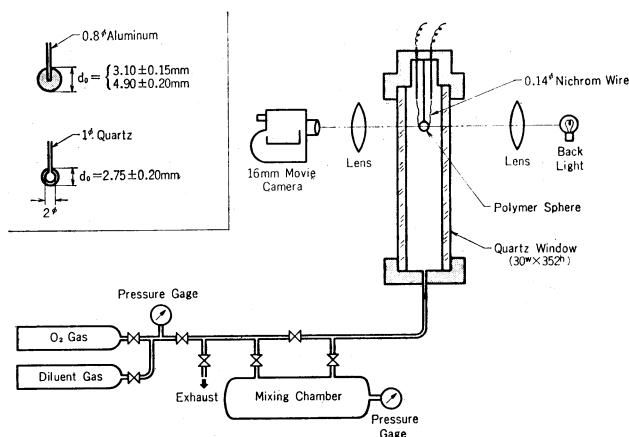 0.8ᶲAluminum
d₀= { 3.10±0.15mm
4.90±0.20mm
1ᶲ Quartz
d₀=2.75±0.20mm
2ᶲ
0.14ᶲNichrom Wire
16mm Movie
Camera
Lens
Lens
Back
Light
Polymer Sphere
Quartz Window
(30ʷ×352ʰ)
Pressure Gage
O₂ Gas
Diluent Gas
Exhaust
Mixing Chamber
Pressure
Gage